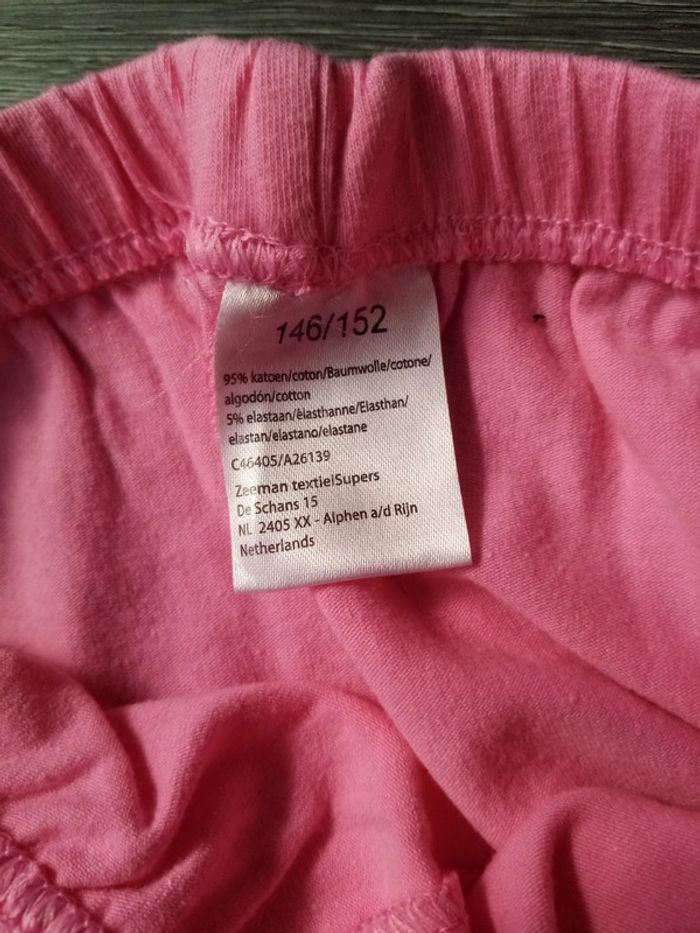 146/152
95% katoen/coton/Baumwolle/cotone/
algodón/cotton
5% elastaan/élasthanne/Elasthan/
elastan/elastano/elastane
C46405/A26139
Zeeman textielSupers
De Schans 15
NL 2405 XX - Alphen a/d Rijn
Netherlands